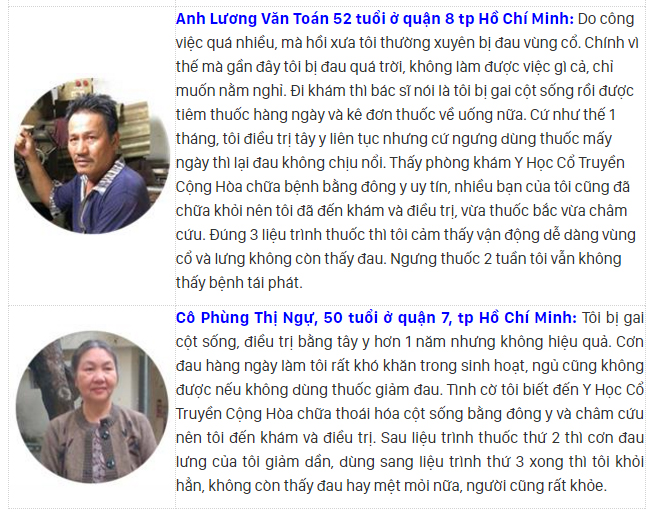 Anh Lương Văn Toán 52 tuổi ở quận 8 tp Hồ Chí Minh: Do công
việc quá nhiều, mà hồi xưa tôi thường xuyên bị đau vùng cổ. Chính vì
thế mà gần đây tôi bị đau quá trời, không làm được việc gì cả, chỉ
muốn nằm nghỉ. Đi khám thì bác sĩ nói là tôi bị gai cột sống rồi được
tiêm thuốc hàng ngày và kê đơn thuốc về uống nữa. Cứ như thế 1
tháng, tôi điều trị tây y liên tục nhưng cứ ngưng dùng thuốc mấy
ngày thì lại đau không chịu nổi. Thấy phòng khám Y Học Cổ Truyền
Cộng Hòa chữa bệnh bằng đông y uy tín, nhiều bạn của tôi cũng đã
chữa khỏi nên tôi đã đến khám và điều trị, vừa thuốc bắc vừa châm
cứu. Đúng 3 liệu trình thuốc thì tôi cảm thấy vận động dễ dàng vùng
cổ và lưng không còn thấy đau. Ngưng thuốc 2 tuần tôi vẫn không
thấy bệnh tái phát.
Cô Phùng Thị Ngự, 50 tuổi ở quận 7, tp Hồ Chí Minh: Tôi bị gai
cột sống, điều trị bằng tây y hơn 1 năm nhưng không hiệu quả. Cơn
đau hàng ngày làm tôi rất khó khăn trong sinh hoạt, ngủ cũng không
được nếu không dùng thuốc giảm đau. Tình cờ tôi biết đến Y Học Cổ
Truyền Cộng Hòa chữa thoái hóa cột sống bằng đông y và châm cứu
nên tôi đến khám và điều trị. Sau liệu trình thuốc thứ 2 thì cơn đau
lưng của tôi giảm dần, dùng sang liệu trình thứ 3 xong thì tôi khỏi
hẳn, không còn thấy đau hay mệt mỏi nữa, người cũng rất khỏe.